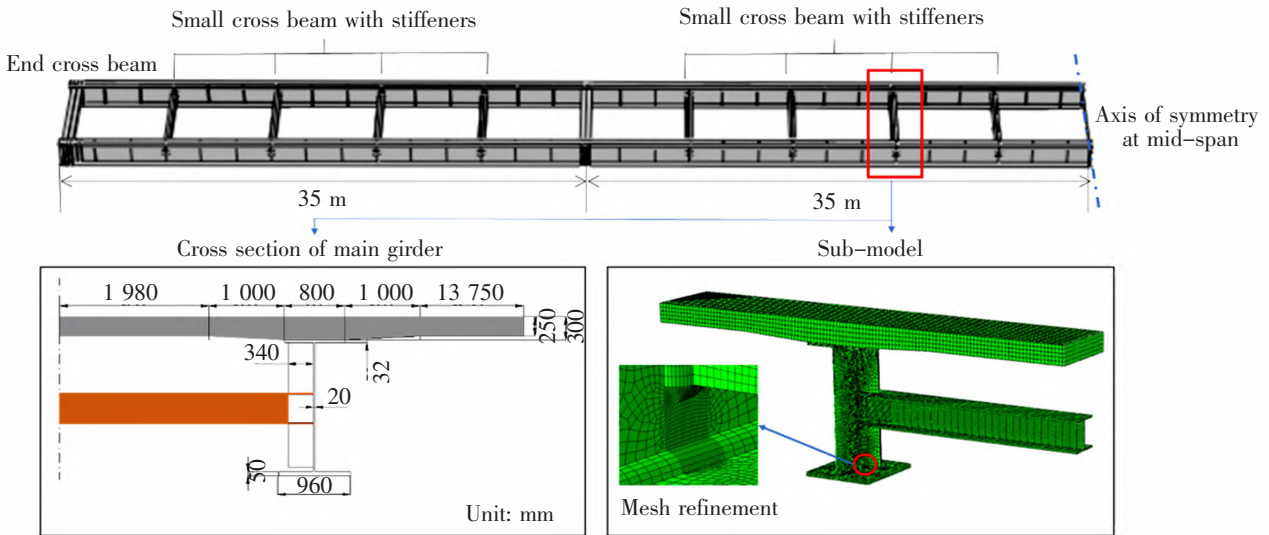 Small cross beam with stiffeners
Small cross beam with stiffeners
End cross beam
Axis of symmetry
at mid-span
35 m
35 m
Cross section of main girder
Sub-model
1 980
1 000
800
1 000
13 750
250
300
340
32
20
50
960
Unit: mm
Mesh refinement